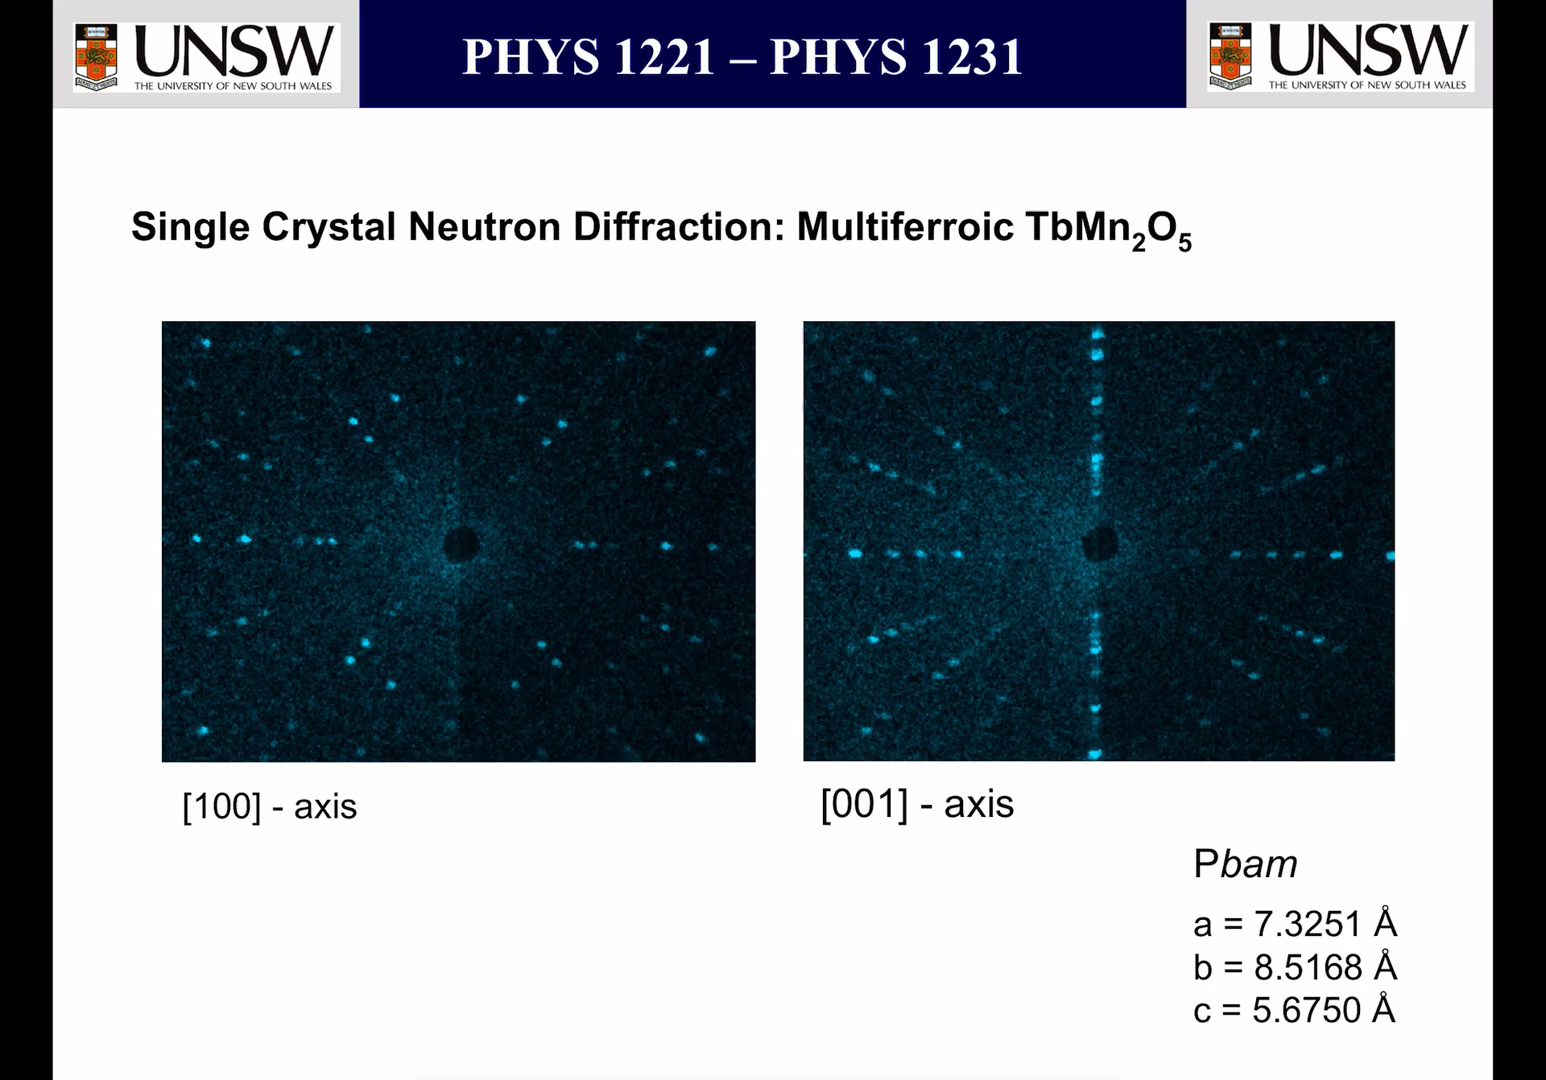 UNSW
THE UNIVERSITY OF NEW SOUTH WALES
PHYS 1221 – PHYS 1231
UNSW
THE UNIVERSITY OF NEW SOUTH WALES
Single Crystal Neutron Diffraction: Multiferroic TbMn₂O₅
[100] - axis
[001] - axis
Pbam
a = 7.3251 Å
b = 8.5168 Å
c = 5.6750 Å